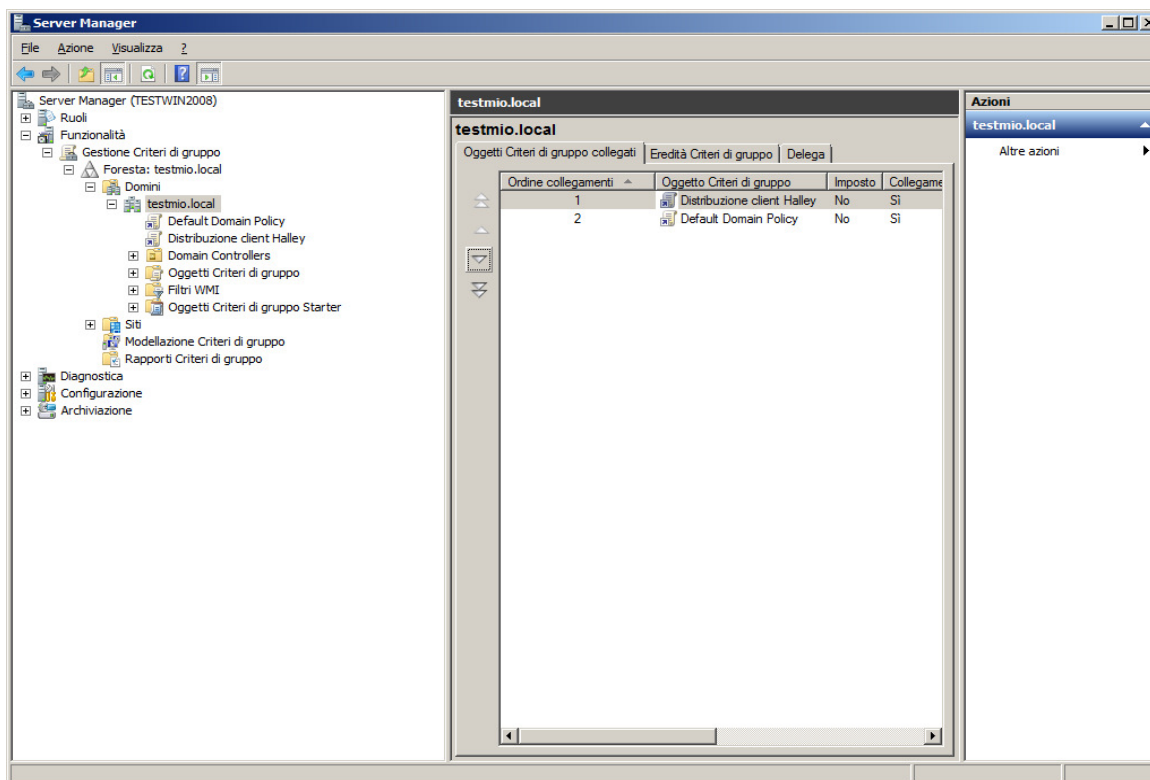 Server Manager
File Azione Visualizza ?
Server Manager (TESTWIN2008)
Ruoli
Funzionalità
Gestione Criteri di gruppo
Foresta: testmio.local
Domini
testmio.local
Default Domain Policy
Distribuzione client Halley
Domain Controllers
Oggetti Criteri di gruppo
Filtri WMI
Oggetti Criteri di gruppo Starter
Siti
Modellazione Criteri di gruppo
Rapporti Criteri di gruppo
Diagnostica
Configurazione
Archiviazione
testmio.local
testmio.local
Oggetti Criteri di gruppo collegati Eredità Criteri di gruppo Delega
Ordine collegamenti Oggetto Criteri di gruppo Imposto Collegame
1 Distribuzione client Halley No Sì
2 Default Domain Policy No Sì
Azioni
testmio.local
Altre azioni